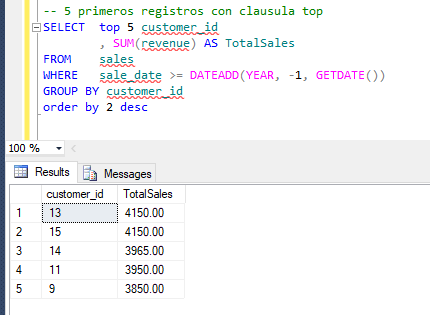 -- 5 primeros registros con clausula top
SELECT top 5 customer_id
, SUM(revenue) AS TotalSales
FROM sales
WHERE sale_date >= DATEADD(YEAR, -1, GETDATE())
GROUP BY customer_id
order by 2 desc
100 %
Results Messages
customer_id TotalSales
1 13 4150.00
2 15 4150.00
3 14 3965.00
4 11 3950.00
5 9 3850.00